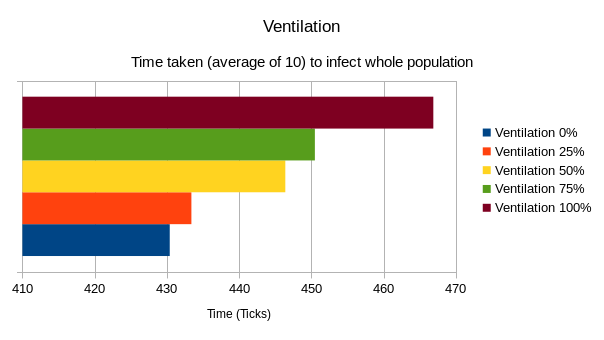 Ventilation
Time taken (average of 10) to infect whole population
Ventilation 0%
Ventilation 25%
Ventilation 50%
Ventilation 75%
Ventilation 100%
410 420 430 440 450 460 470
Time (Ticks)